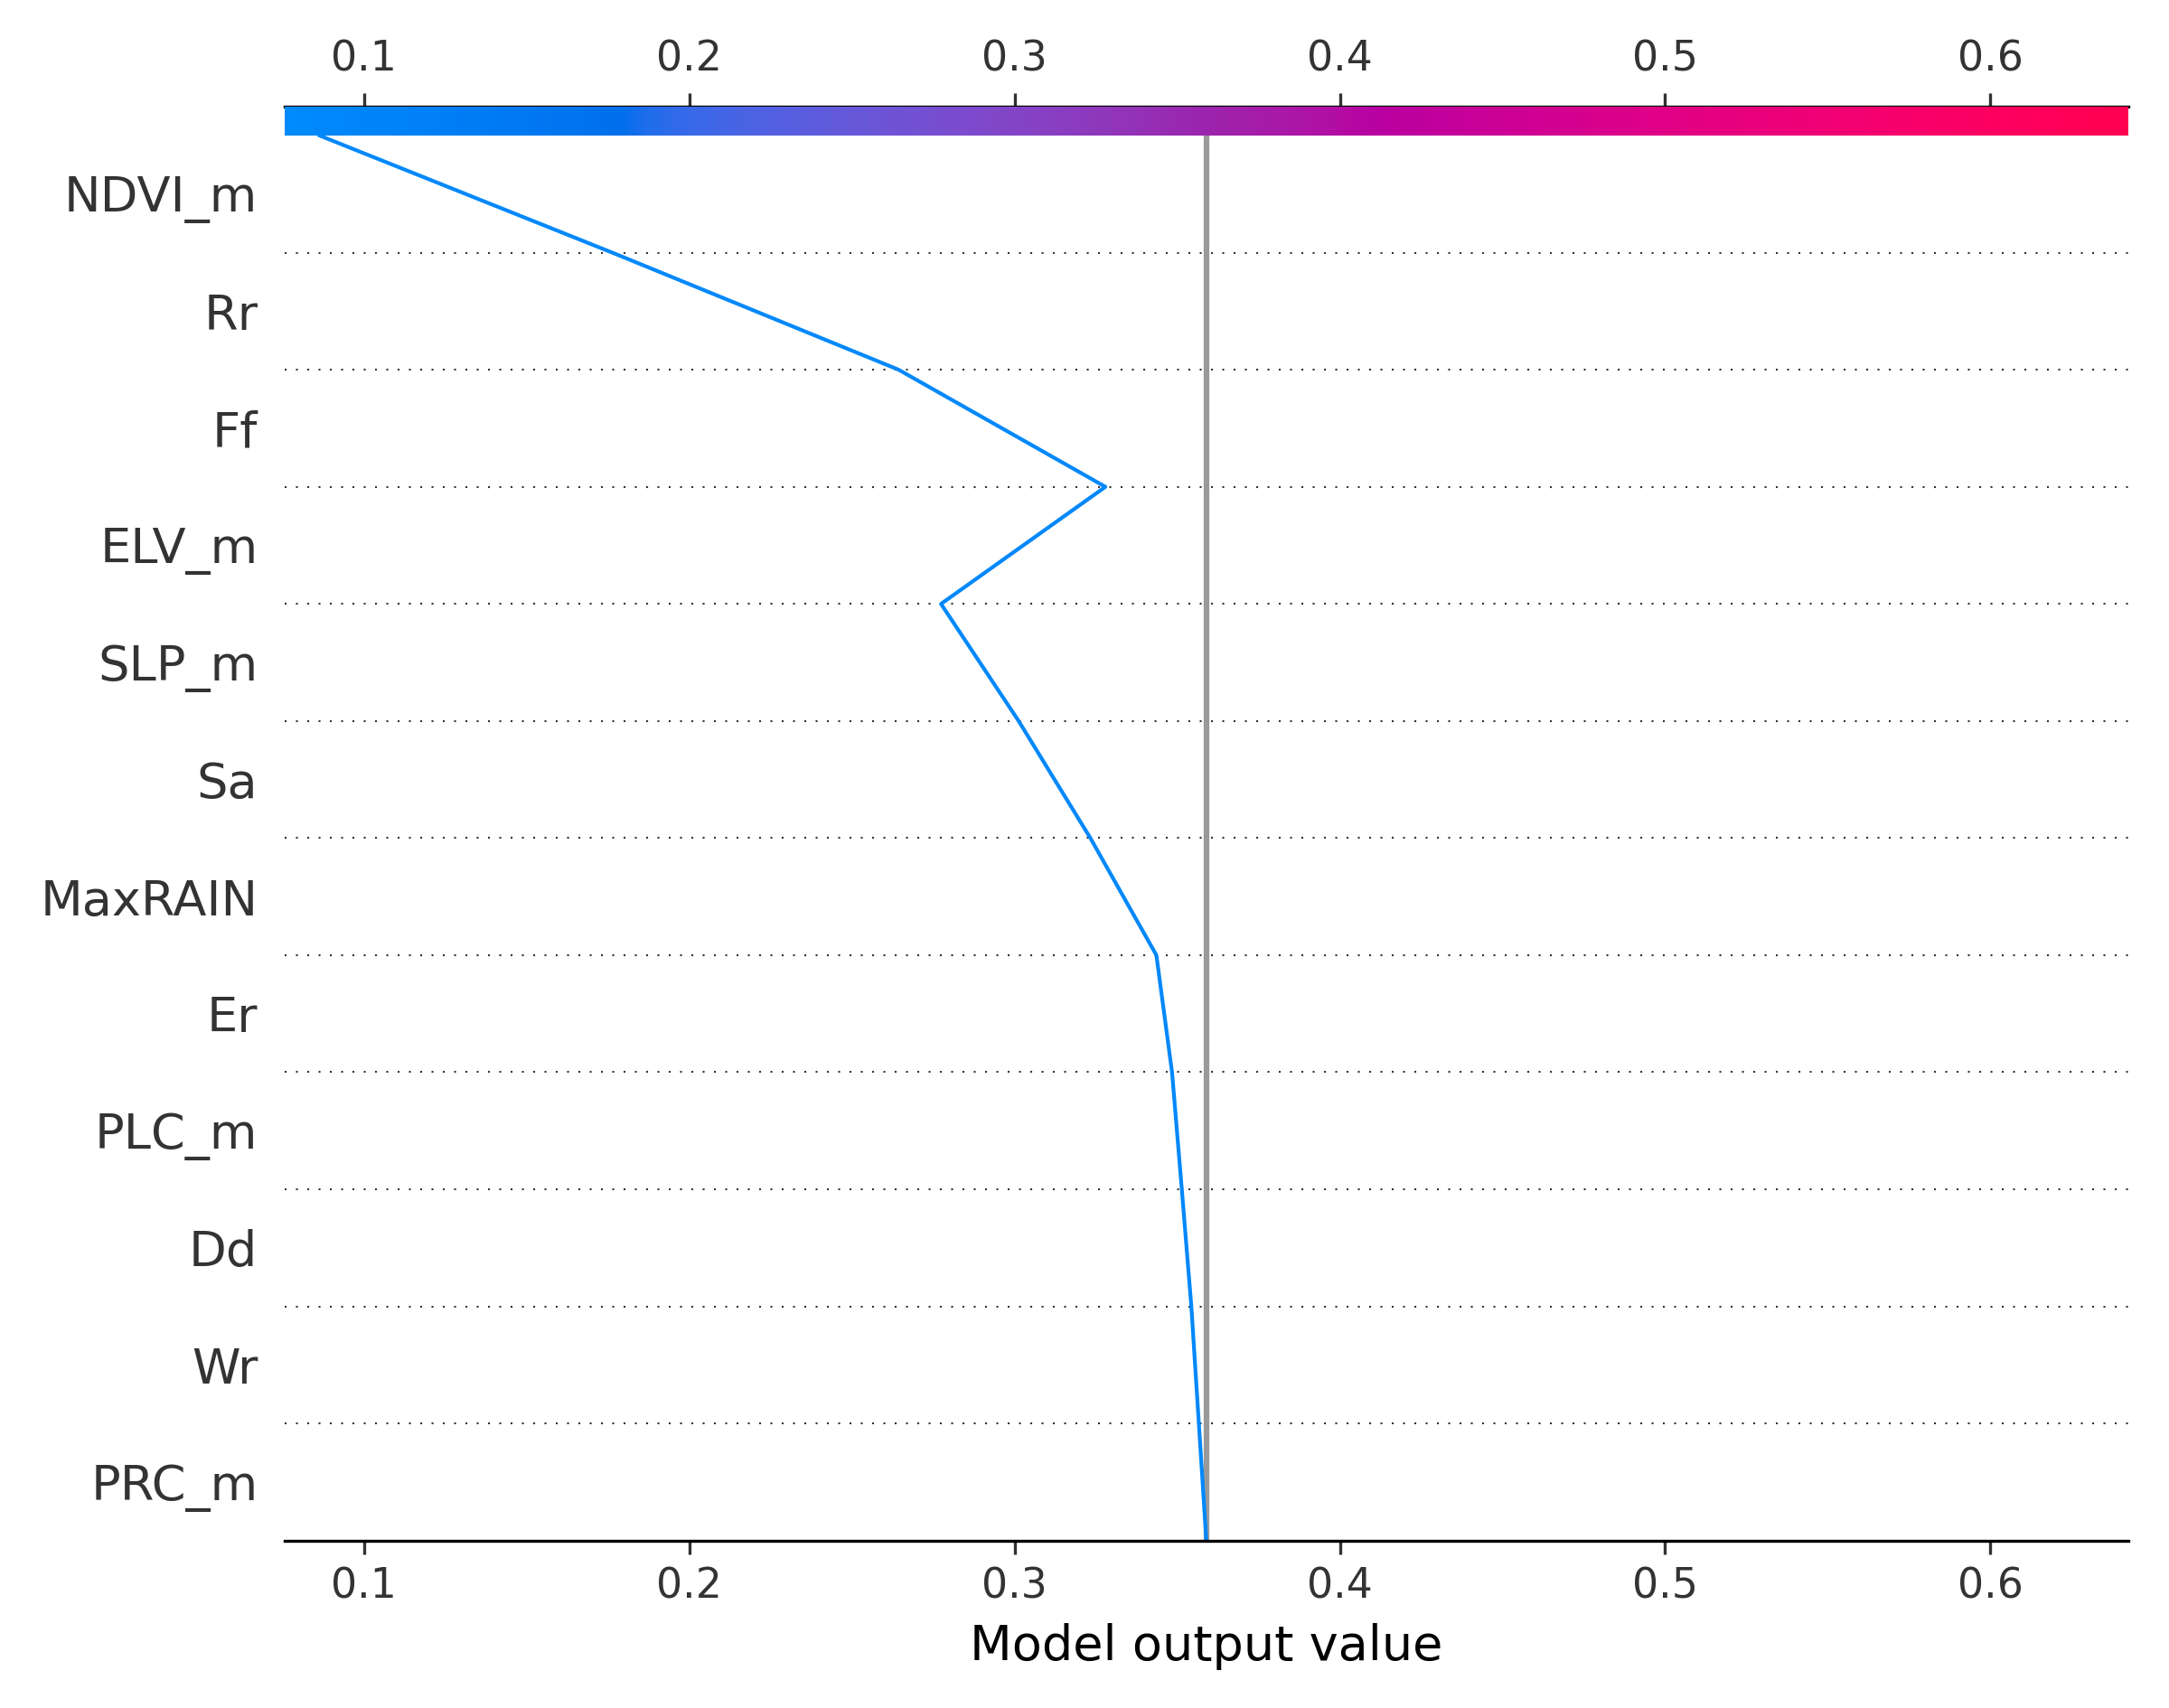 0.1 0.2 0.3 0.4 0.5 0.6
NDVI_m
Rr
Ff
ELV_m
SLP_m
Sa
MaxRAIN
Er
PLC_m
Dd
Wr
PRC_m
0.1 0.2 0.3 0.4 0.5 0.6
Model output value